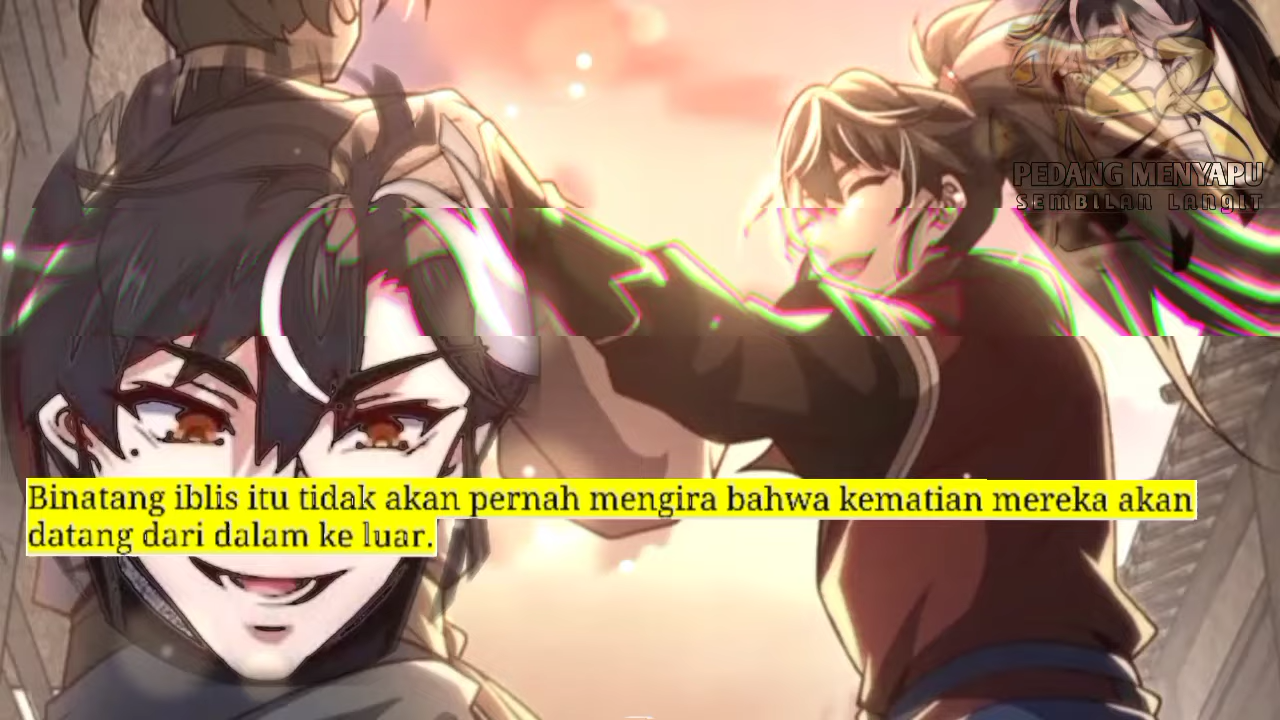 122
PEDANG MENYAPU
SEMBILAN LANGIT
Binatang iblis itu tidak akan pernah mengira bahwa kematian mereka akan
datang dari dalam ke luar.